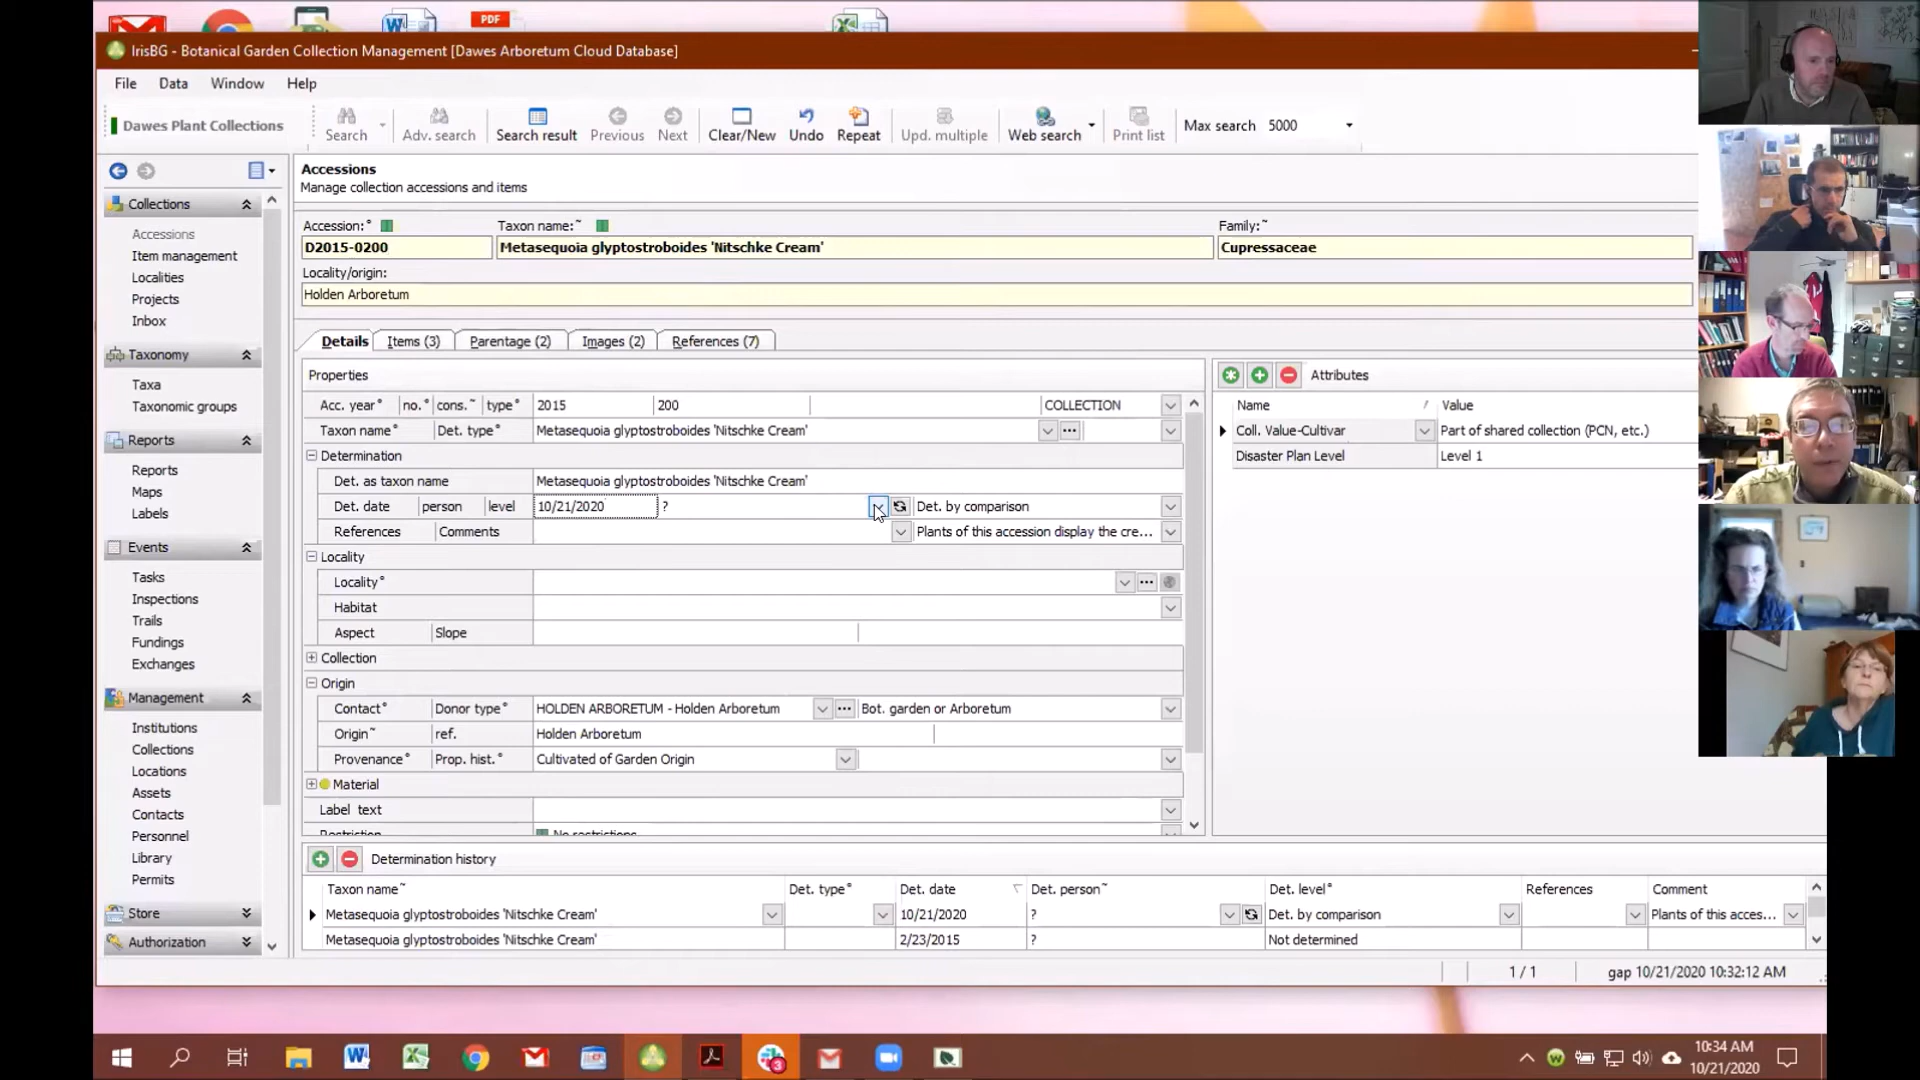 PDF
IrisBG - Botanical Garden Collection Management [Dawes Arboretum Cloud Database]
File Data Window Help
Dawes Plant Collections Search Adv. search Search result Previous Next Clear/New Undo Repeat Upd. multiple Web search Print list Max search 5000
Accessions
Manage collection accessions and items
Collections
Accessions
Item management
Localities
Projects
Inbox
Taxonomy
Taxa
Taxonomic groups
Reports
Reports
Maps
Labels
Events
Tasks
Inspections
Trails
Fundings
Exchanges
Management
Institutions
Collections
Locations
Assets
Contacts
Personnel
Library
Permits
Store
Authorization
Accession:° Taxon name:~ Family:~
D2015-0200 Metasequoia glyptostroboides 'Nitschke Cream' Cupressaceae
Locality/origin:
Holden Arboretum
Details Items (3) Parentage (2) Images (2) References (7)
Properties
Acc. year° no.° cons.~ type° 2015 200 COLLECTION
Taxon name° Det. type° Metasequoia glyptostroboides 'Nitschke Cream'
Determination
Det. as taxon name Metasequoia glyptostroboides 'Nitschke Cream'
Det. date person level 10/21/2020 ? Det. by comparison
References Comments Plants of this accession display the cre...
Locality
Locality°
Habitat
Aspect Slope
Collection
Origin
Contact° Donor type° HOLDEN ARBORETUM - Holden Arboretum Bot. garden or Arboretum
Origin~ ref. Holden Arboretum
Provenance° Prop. hist.° Cultivated of Garden Origin
Material
Label text
Restriction No restrictions
Attributes
Name / Value
Coll. Value-Cultivar Part of shared collection (PCN, etc.)
Disaster Plan Level Level 1
Determination history
Taxon name~ Det. type° Det. date Det. person~ Det. level° References Comment
Metasequoia glyptostroboides 'Nitschke Cream' 10/21/2020 ? Det. by comparison Plants of this acces...
Metasequoia glyptostroboides 'Nitschke Cream' 2/23/2015 ? Not determined
1 / 1 gap 10/21/2020 10:32:12 AM
3
10:34 AM
10/21/2020